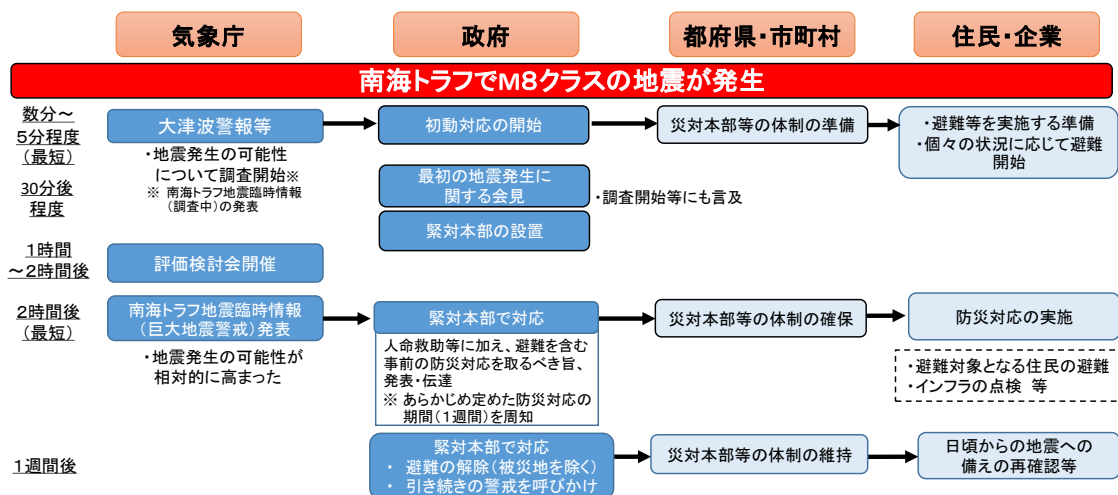 気象庁
政府
都府県・市町村
住民・企業
南海トラフでM8クラスの地震が発生
数分～
5分程度
(最短)
大津波警報等
・地震発生の可能性
について調査開始※
※ 南海トラフ地震臨時情報
(調査中)の発表
初動対応の開始
災対本部等の体制の準備
・避難等を実施する準備
・個々の状況に応じて避難
開始
30分後
程度
最初の地震発生に
関する会見
・調査開始等にも言及
緊対本部の設置
1時間
～2時間後
評価検討会開催
2時間後
(最短)
南海トラフ地震臨時情報
(巨大地震警戒)発表
・地震発生の可能性が
相対的に高まった
緊対本部で対応
人命救助等に加え、避難を含む
事前の防災対応を取るべき旨、
発表・伝達
※ あらかじめ定めた防災対応の
期間(1週間)を周知
災対本部等の体制の確保
防災対応の実施
・避難対象となる住民の避難
・インフラの点検 等
1週間後
緊対本部で対応
・ 避難の解除(被災地を除く)
・ 引き続きの警戒を呼びかけ
災対本部等の体制の維持
日頃からの地震への
備えの再確認等